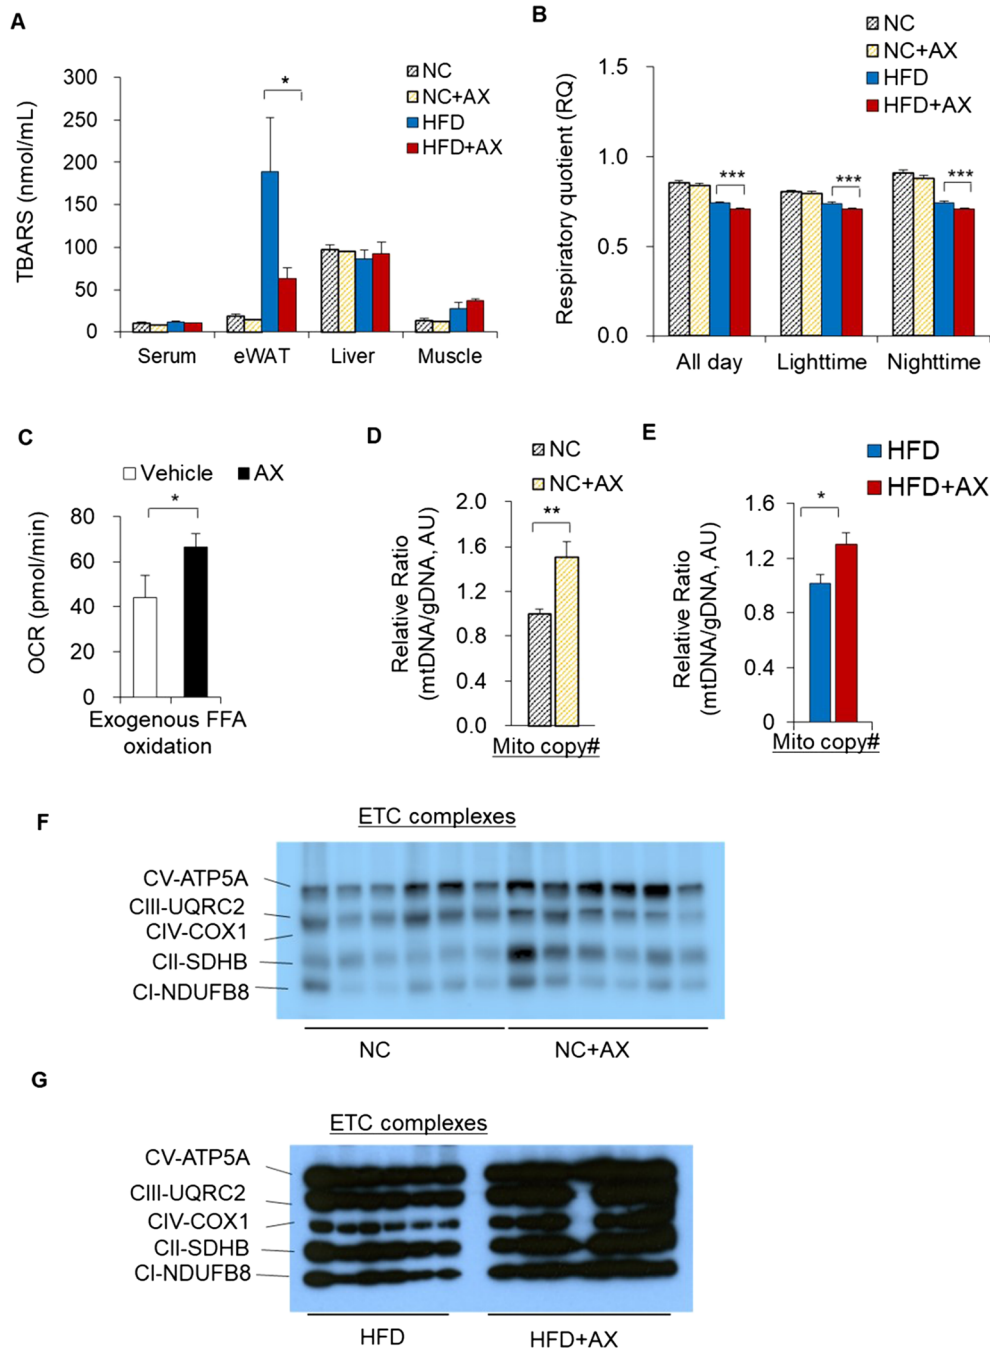 A
TBARS (nmol/mL)
300
250
200
150
100
50
0
*
NC
NC+AX
HFD
HFD+AX
Serum
eWAT
Liver
Muscle
B
Respiratory quotient (RQ)
1.5
1.0
0.5
0.0
NC
NC+AX
HFD
HFD+AX
***
***
***
All day
Lighttime
Nighttime
C
Vehicle
AX
OCR (pmol/min)
80
60
40
20
0
*
Exogenous FFA
oxidation
D
NC
NC+AX
Relative Ratio
(mtDNA/gDNA, AU)
2.0
1.6
1.2
0.8
0.4
0.0
**
Mito copy#
E
HFD
HFD+AX
Relative Ratio
(mtDNA/gDNA, AU)
1.6
1.2
0.8
0.4
0
*
Mito copy#
F
ETC complexes
CV-ATP5A
CIII-UQRC2
CIV-COX1
CII-SDHB
CI-NDUFB8
NC
NC+AX
G
ETC complexes
CV-ATP5A
CIII-UQRC2
CIV-COX1
CII-SDHB
CI-NDUFB8
HFD
HFD+AX